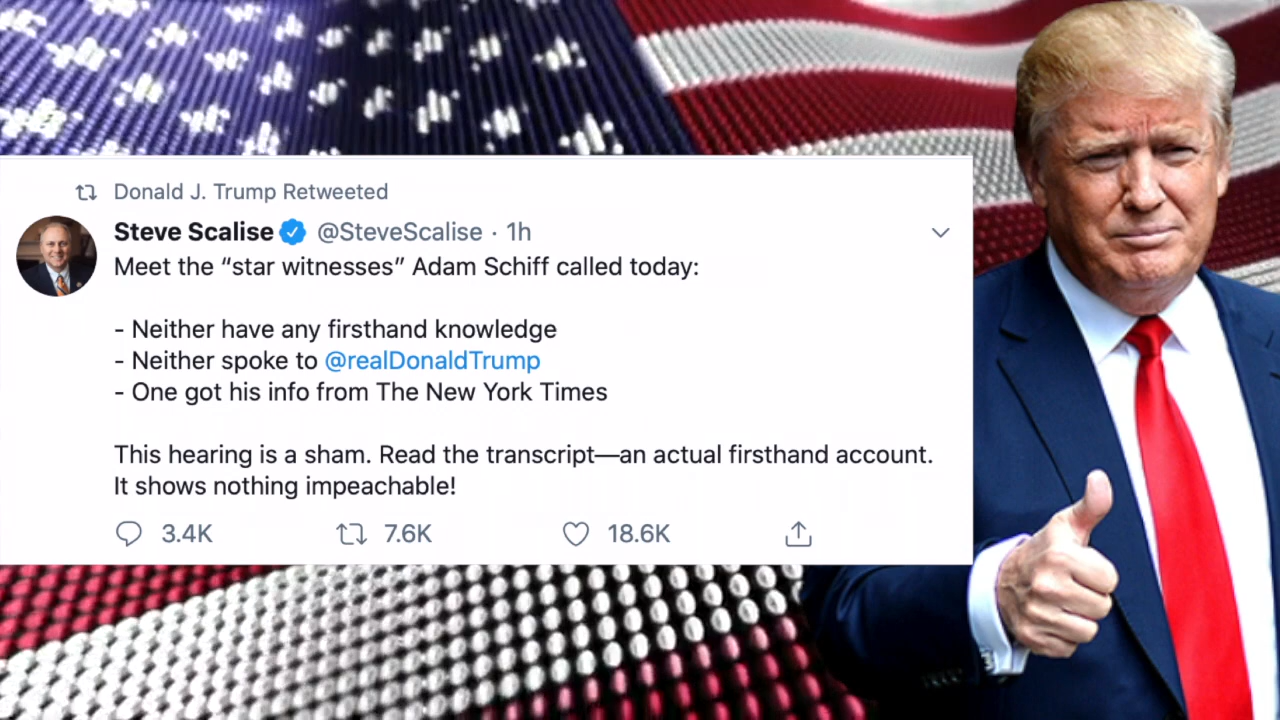 Donald J. Trump Retweeted
Steve Scalise @SteveScalise · 1h
Meet the “star witnesses” Adam Schiff called today:
- Neither have any firsthand knowledge
- Neither spoke to @realDonaldTrump
- One got his info from The New York Times
This hearing is a sham. Read the transcript—an actual firsthand account.
It shows nothing impeachable!
3.4K 7.6K 18.6K